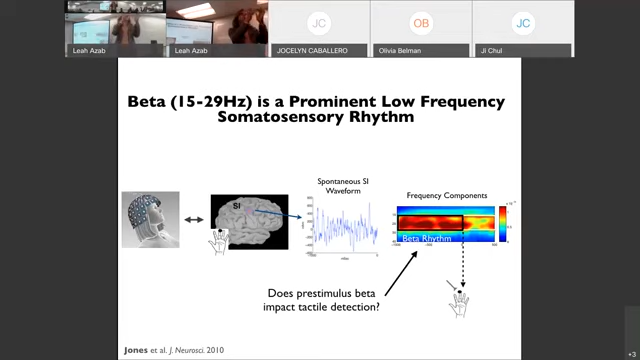 JC
OB
JC
Leah Azab
Leah Azab
JOCELYN CABALLERO
Olivia Belman
Ji Chul
Beta (15-29Hz) is a Prominent Low Frequency
Somatosensory Rhythm
Spontaneous SI
Waveform
Frequency Components
SI
Beta Rhythm
Does prestimulus beta
impact tactile detection?
Jones et al. J. Neurosci. 2010
+3